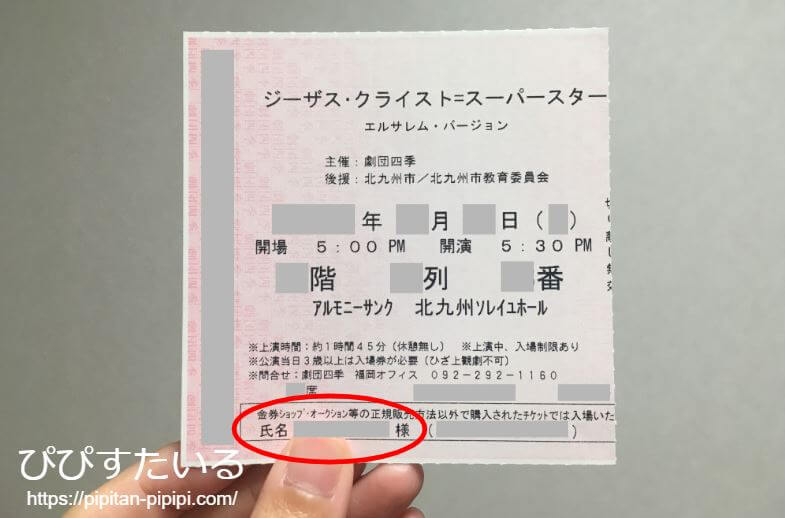 ジーザス・クライスト=スーパースター
エルサレム・バージョン
主催：劇団四季
後援：北九州市／北九州市教育委員会
年 月 日 ( )
開場 5：00 PM 開演 5：30 PM
階 列 番
アルモニーサンク 北九州ソレイユホール
※上演時間：約1時間45分（休憩無し） ※上演中、入場制限あり
※公演当日3歳以上は入場券が必要（ひざ上観劇不可）
※問合せ：劇団四季 福岡オフィス 092-292-1160
席
金券ショップ・オークション等の正規販売方法以外で購入されたチケットでは入場いた
氏名 様 ( )
ぴぴすたいる
https://pipitan-pipipi.com/